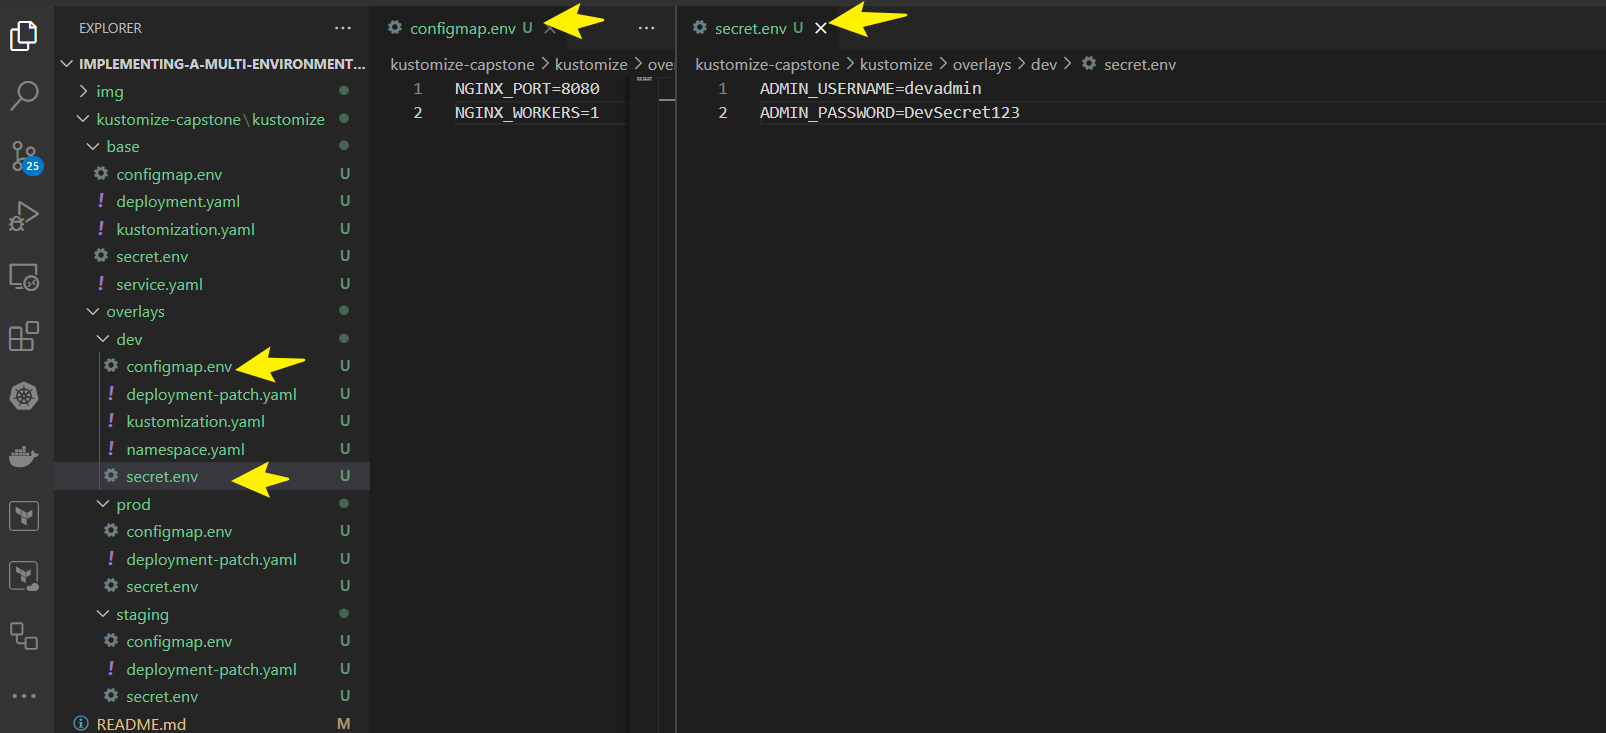 EXPLORER
IMPLEMENTING-A-MULTI-ENVIRONMENT...
img
kustomize-capstone\kustomize
base
configmap.env U
deployment.yaml U
kustomization.yaml U
secret.env U
service.yaml U
overlays
dev
configmap.env U
deployment-patch.yaml U
kustomization.yaml U
namespace.yaml U
secret.env U
prod
configmap.env U
deployment-patch.yaml U
secret.env U
staging
configmap.env U
deployment-patch.yaml U
secret.env U
README.md M
25
configmap.env U
kustomize-capstone > kustomize > ove
1 NGINX_PORT=8080
2 NGINX_WORKERS=1
secret.env U
kustomize-capstone > kustomize > overlays > dev > secret.env
1 ADMIN_USERNAME=devadmin
2 ADMIN_PASSWORD=DevSecret123